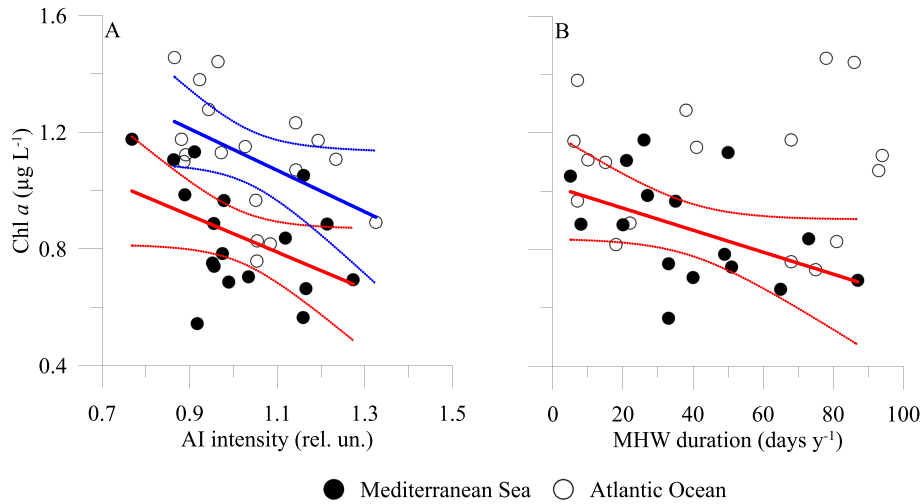 A
B
1.6
1.2
0.8
0.4
Chl a (µg L-1)
0.7 0.9 1.1 1.3 1.5
0 20 40 60 80 100
AI intensity (rel. un.)
MHW duration (days y-1)
Mediterranean Sea Atlantic Ocean